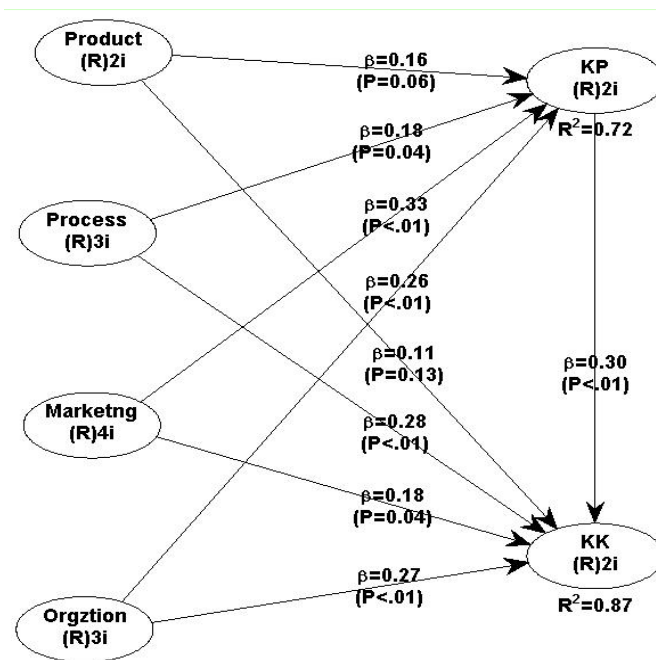 Product
(R)2i
β=0.16
(P=0.06)
KP
(R)2i
R²=0.72
β=0.18
(P=0.04)
Process
(R)3i
β=0.33
(P<.01)
β=0.26
(P<.01)
β=0.11
(P=0.13)
β=0.30
(P<.01)
Marketng
(R)4i
β=0.28
(P<.01)
β=0.18
(P=0.04)
KK
(R)2i
R²=0.87
β=0.27
(P<.01)
Orgztion
(R)3i